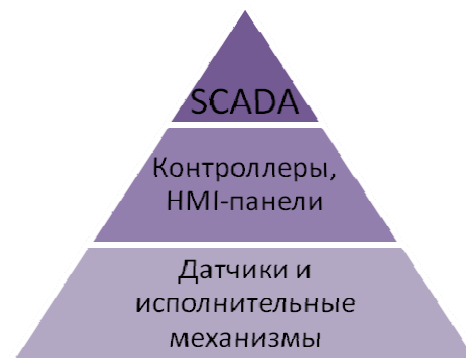 SCADA
Контроллеры,
HMI-панели
Датчики и
исполнительные
механизмы